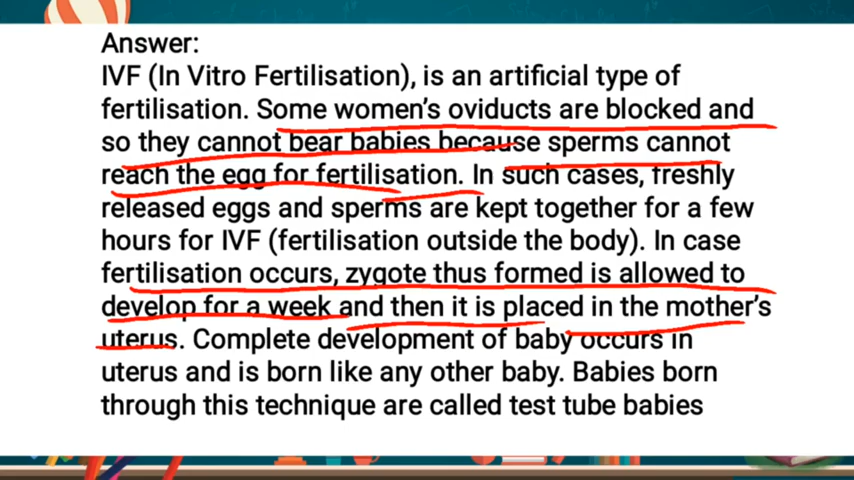 Answer:
IVF (In Vitro Fertilisation), is an artificial type of
fertilisation. Some women's oviducts are blocked and
so they cannot bear babies because sperms cannot
reach the egg for fertilisation. In such cases, freshly
released eggs and sperms are kept together for a few
hours for IVF (fertilisation outside the body). In case
fertilisation occurs, zygote thus formed is allowed to
develop for a week and then it is placed in the mother's
uterus. Complete development of baby occurs in
uterus and is born like any other baby. Babies born
through this technique are called test tube babies